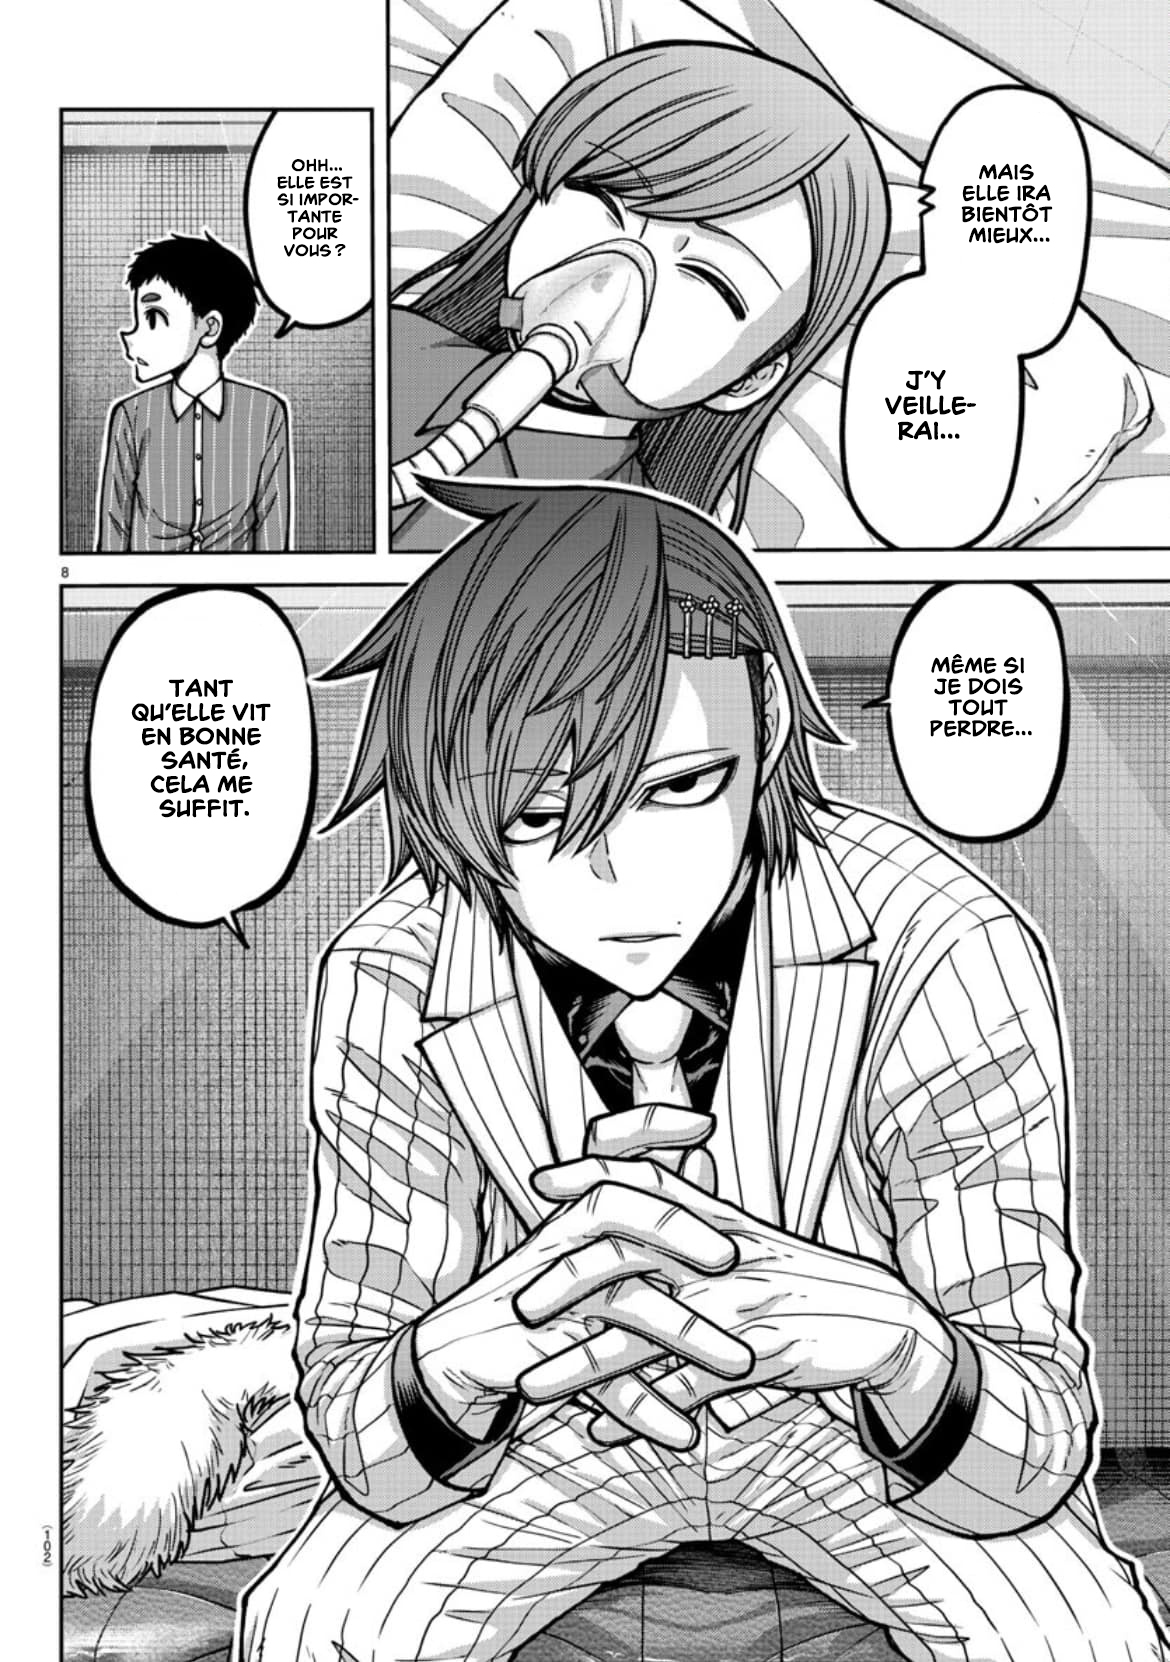 MAIS
ELLE IRA
BIENTÔT
MIEUX...
J'Y
VEILLE-
RAI...
OHH...
ELLE EST
SI IMPOR-
TANTE
POUR
VOUS ?
8
MÊME SI
JE DOIS
TOUT
PERDRE...
TANT
QU'ELLE VIT
EN BONNE
SANTÉ,
CELA ME
SUFFIT.
(102)